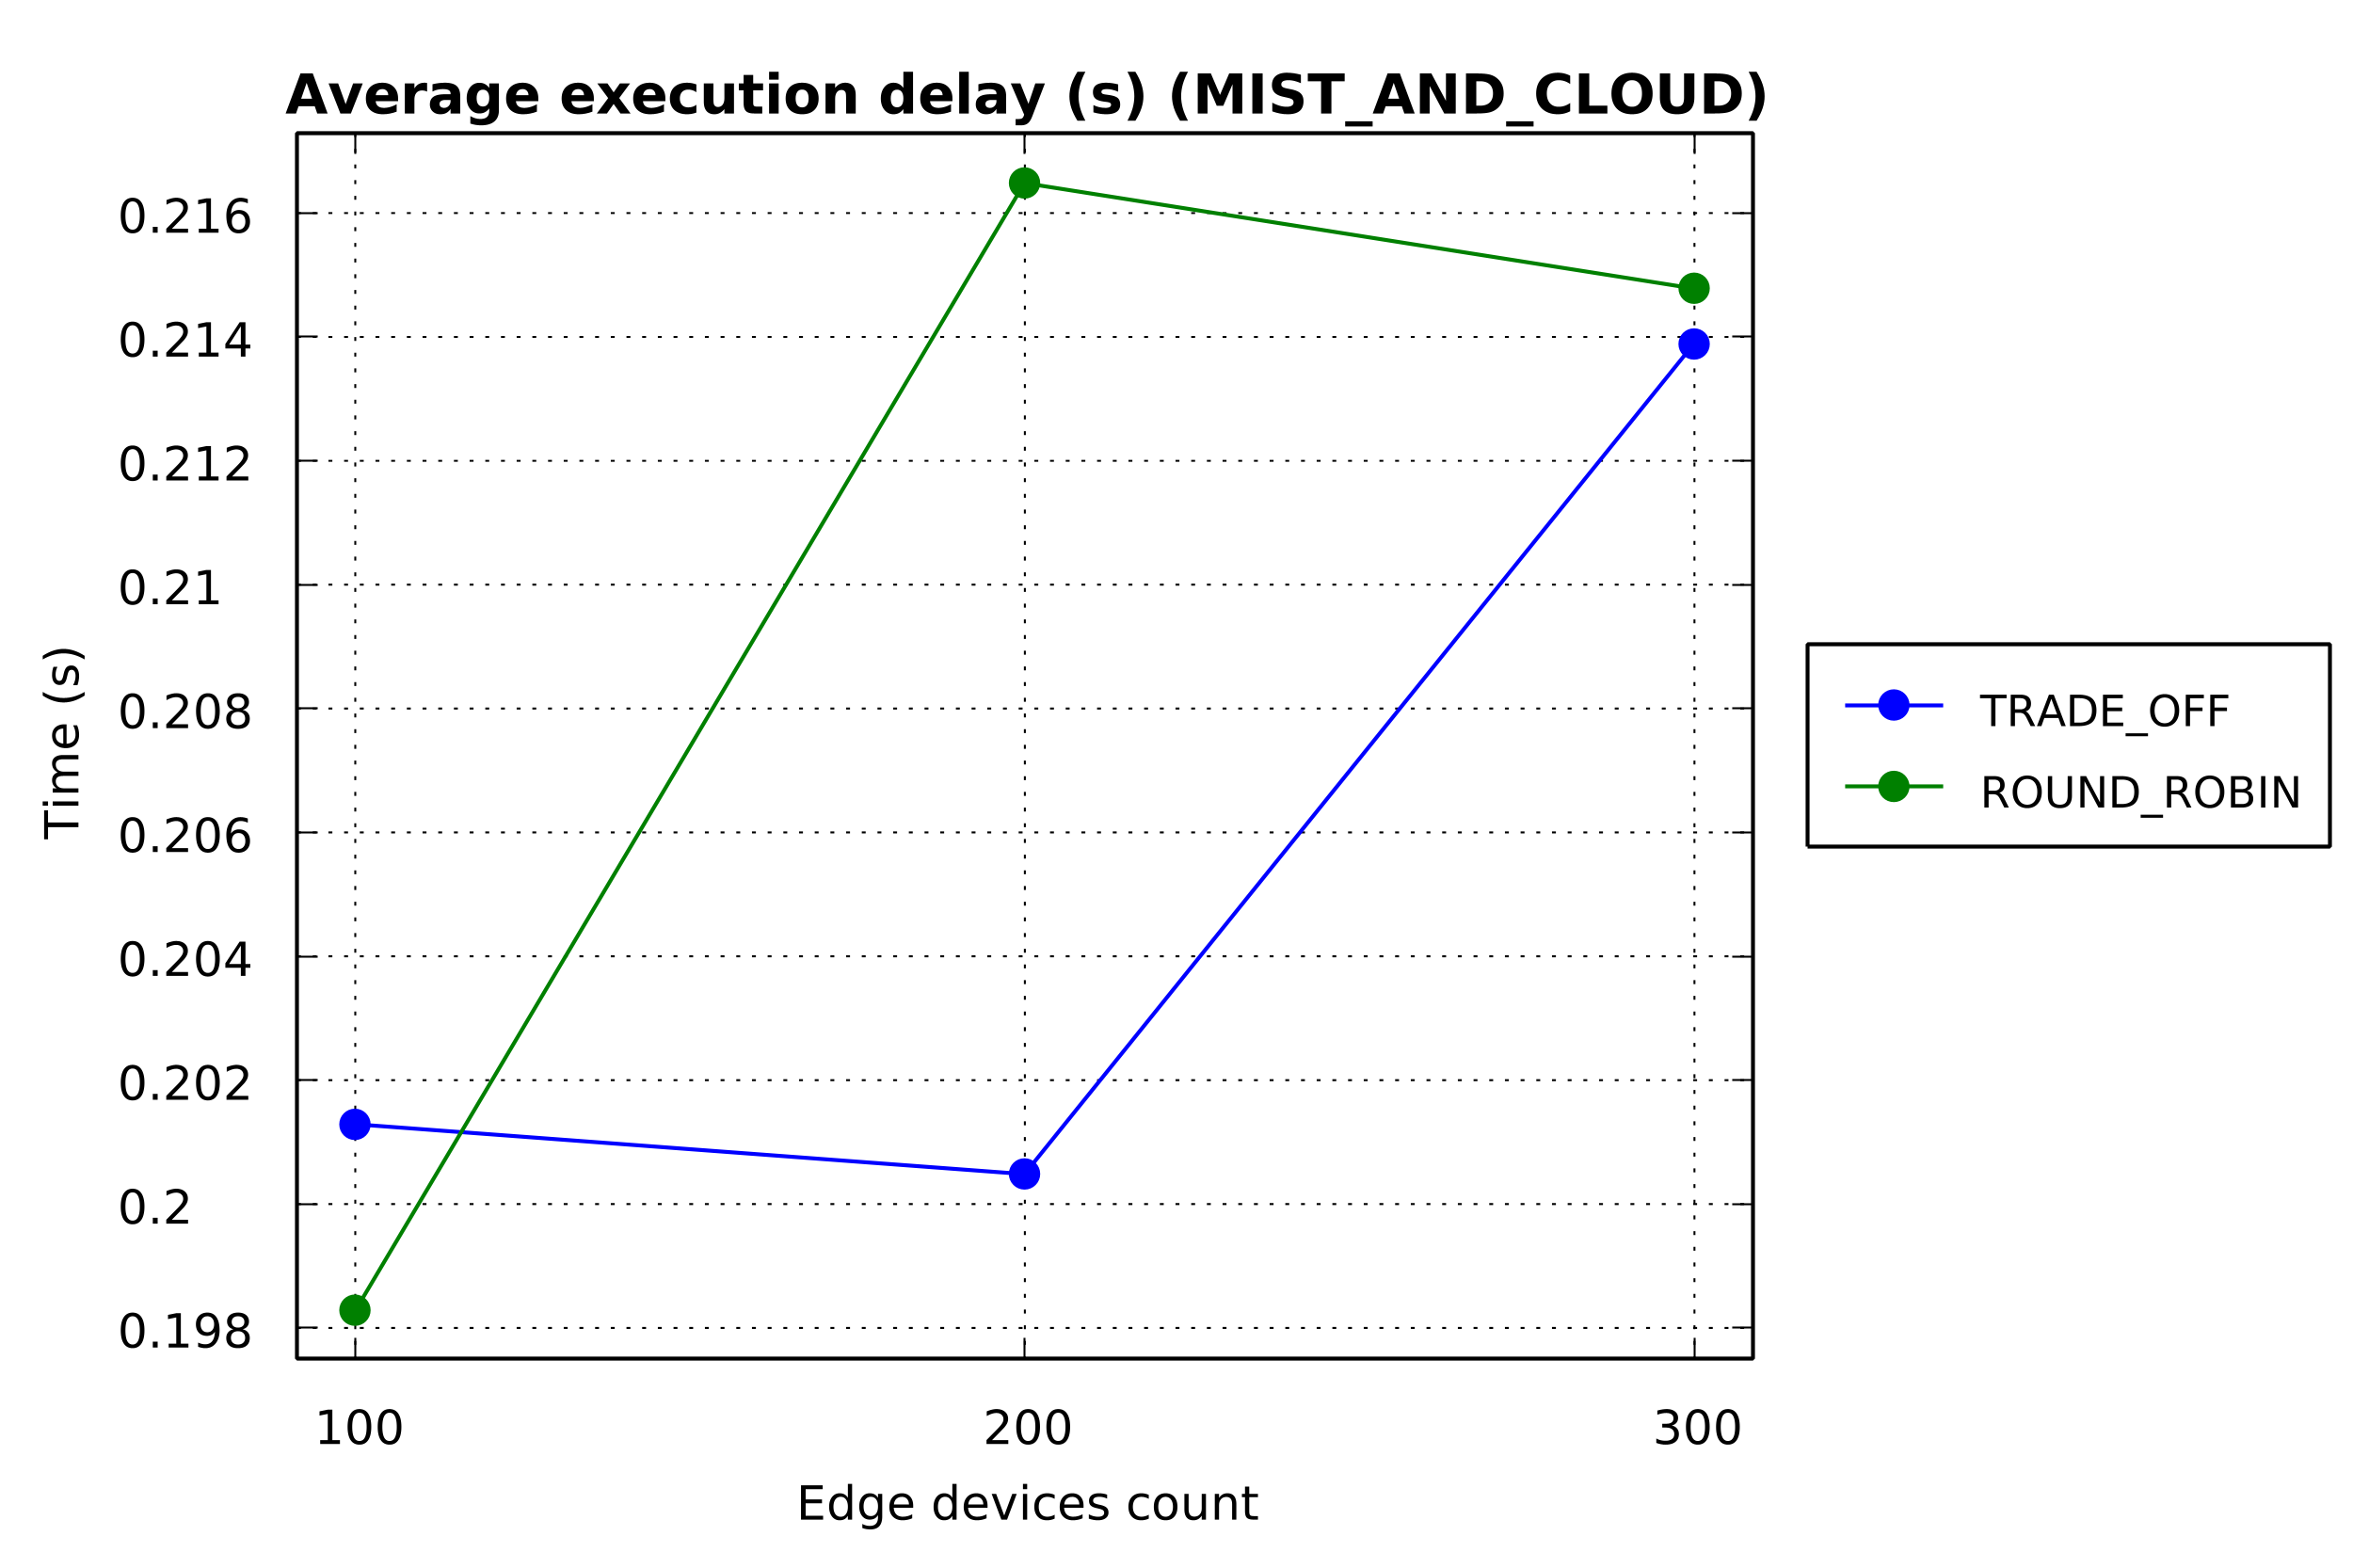 Average execution delay (s) (MIST_AND_CLOUD)
0.216
0.214
0.212
0.21
0.208
0.206
0.204
0.202
0.2
0.198
Time (s)
TRADE_OFF
ROUND_ROBIN
100 200 300
Edge devices count